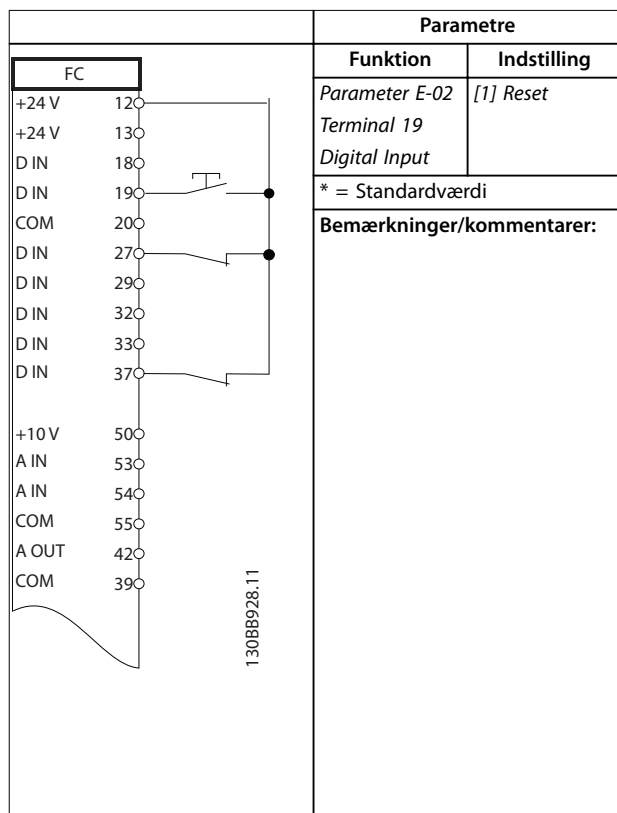 Parametre
Funktion Indstilling
FC
Parameter E-02 [1] Reset
Terminal 19
Digital Input
* = Standardværdi
Bemærkninger/kommentarer:
+24 V 12
+24 V 13
D IN 18
D IN 19
COM 20
D IN 27
D IN 29
D IN 32
D IN 33
D IN 37
+10 V 50
A IN 53
A IN 54
COM 55
A OUT 42
COM 39
130BB928.11